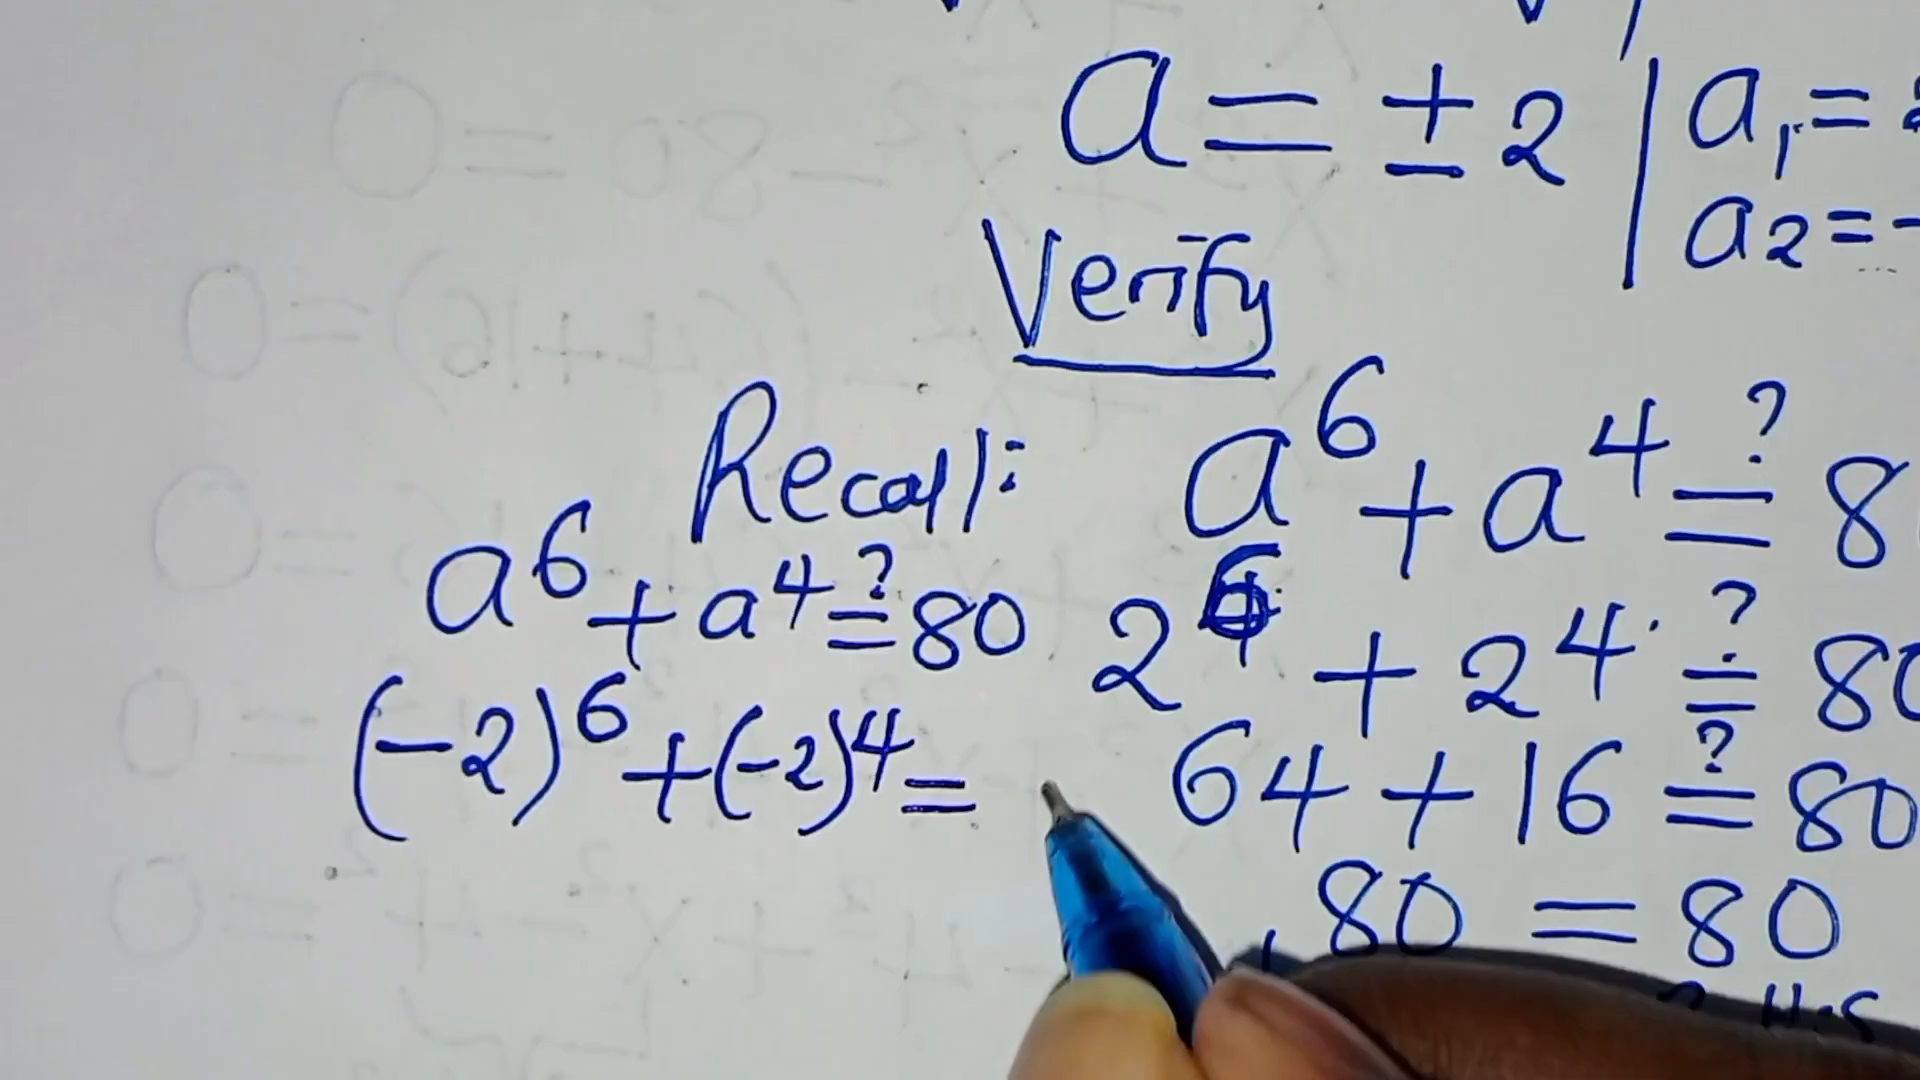 a = ± 2 | a₁ =
a₂ = -
Verify
Recall: a⁶ + a⁴ ≟ 8
a⁶ + a⁴ ≟ 80
2⁶ + 2⁴ ≟ 80
(-2)⁶ + (-2)⁴ =
64 + 16 ≟ 80
80 = 80